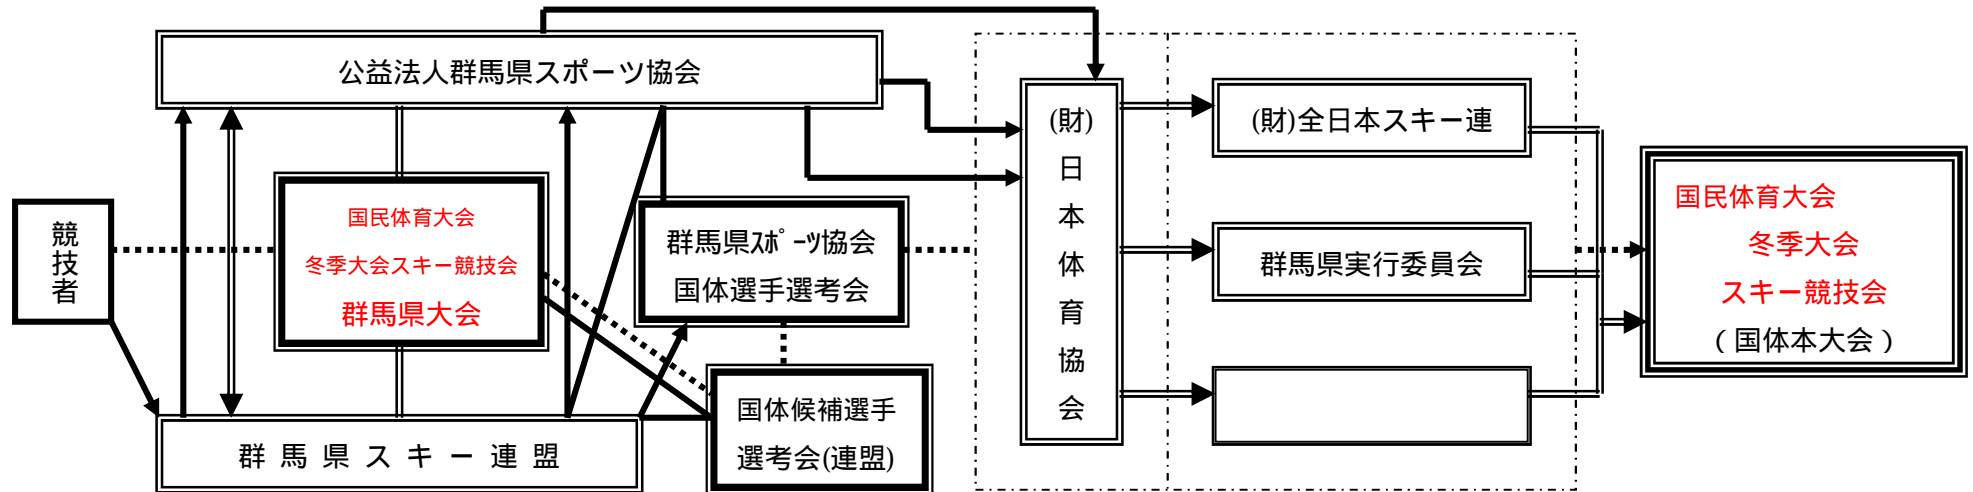 公益法人群馬県スポーツ協会
競技者
国民体育大会
冬季大会スキー競技会
群馬県大会
群馬県ｽﾎﾟｰﾂ協会
国体選手選考会
国体候補選手
選考会(連盟)
群馬県スキー連盟
(財)日本体育協会
(財)全日本スキー連
群馬県実行委員会
国民体育大会
冬季大会
スキー競技会
（国体本大会）